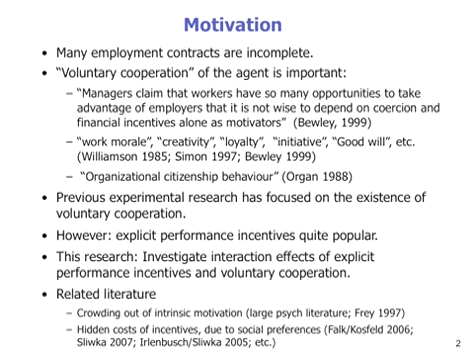 Motivation
• Many employment contracts are incomplete.
• “Voluntary cooperation” of the agent is important:
– “Managers claim that workers have so many opportunities to take
advantage of employers that it is not wise to depend on coercion and
financial incentives alone as motivators” (Bewley, 1999)
– “work morale”, “creativity”, “loyalty”, “initiative”, “Good will”, etc.
(Williamson 1985; Simon 1997; Bewley 1999)
– “Organizational citizenship behaviour” (Organ 1988)
• Previous experimental research has focused on the existence of
voluntary cooperation.
• However: explicit performance incentives quite popular.
• This research: Investigate interaction effects of explicit
performance incentives and voluntary cooperation.
• Related literature
– Crowding out of intrinsic motivation (large psych literature; Frey 1997)
– Hidden costs of incentives, due to social preferences (Falk/Kosfeld 2006;
Sliwka 2007; Irlenbusch/Sliwka 2005; etc.)
2